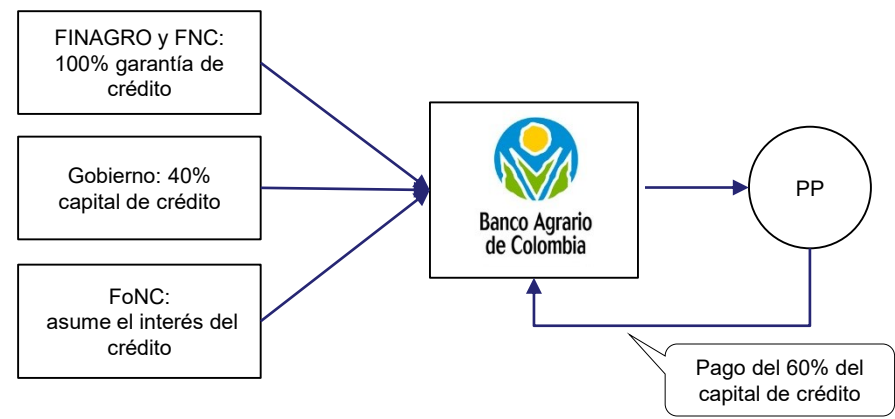 FINAGRO y FNC:
100% garantía de
crédito
Gobierno: 40%
capital de crédito
FoNC:
asume el interés del
crédito
Banco Agrario
de Colombia
PP
Pago del 60% del
capital de crédito